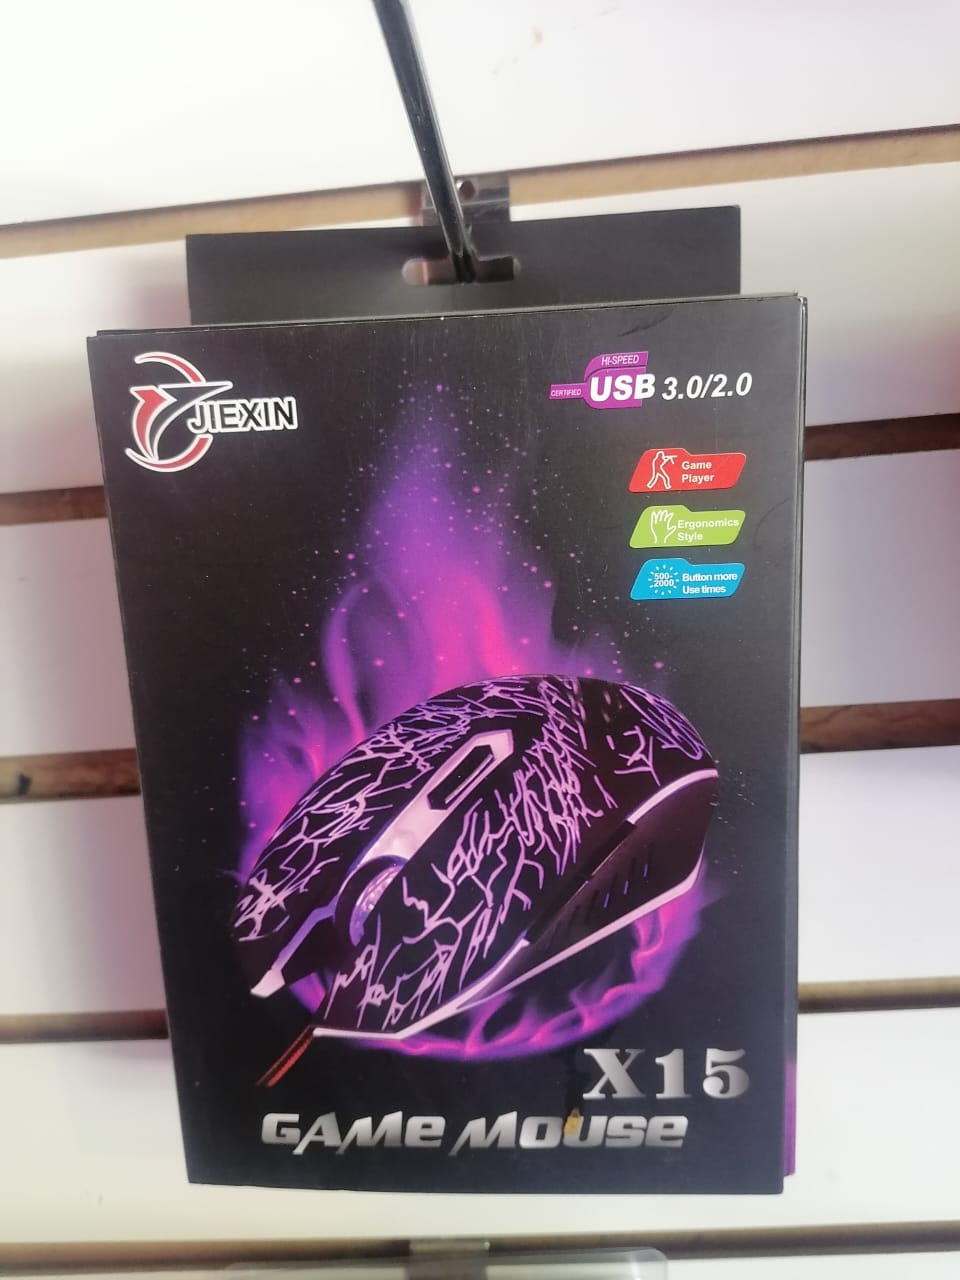 JIEXIN
HI-SPEED
CERTIFIED
USB 3.0/2.0
Game
Player
Ergonomics
Style
500-
2000
Button more
Use times
X15
GAME MOUSE